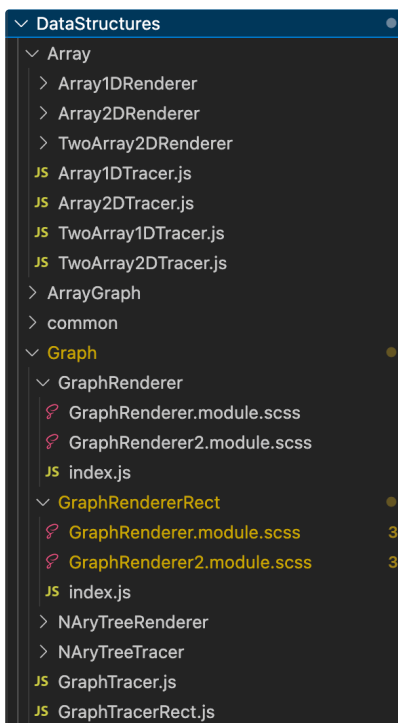 DataStructures
Array
Array1DRenderer
Array2DRenderer
TwoArray2DRenderer
JS Array1DTracer.js
JS Array2DTracer.js
JS TwoArray1DTracer.js
JS TwoArray2DTracer.js
ArrayGraph
common
Graph
GraphRenderer
GraphRenderer.module.scss
GraphRenderer2.module.scss
JS index.js
GraphRendererRect
GraphRenderer.module.scss 3
GraphRenderer2.module.scss 3
JS index.js
NAryTreeRenderer
NAryTreeTracer
JS GraphTracer.js
JS GraphTracerRect.js